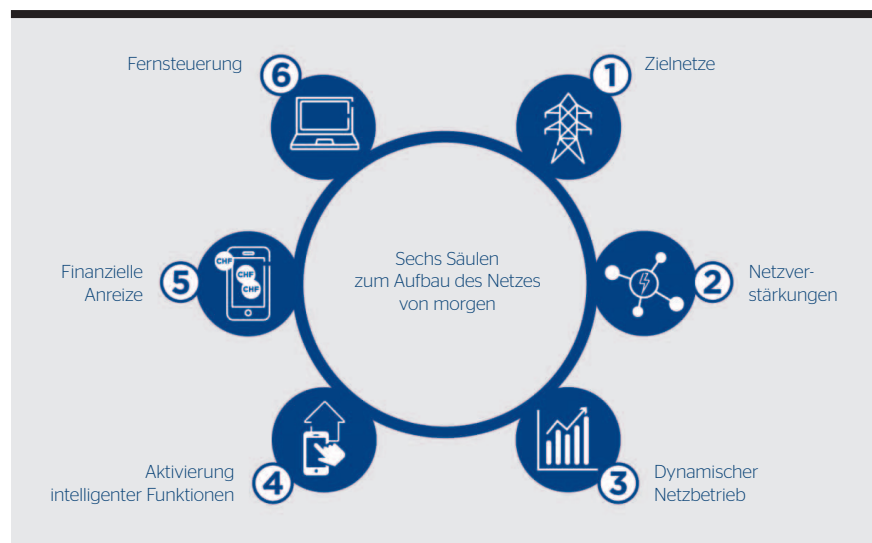 Sechs Säulen
zum Aufbau des Netzes
von morgen
1
Zielnetze
2
Netzver-
stärkungen
3
Dynamischer
Netzbetrieb
4
Aktivierung
intelligenter Funktionen
5
Finanzielle
Anreize
CHF
CHF
CHF
6
Fernsteuerung